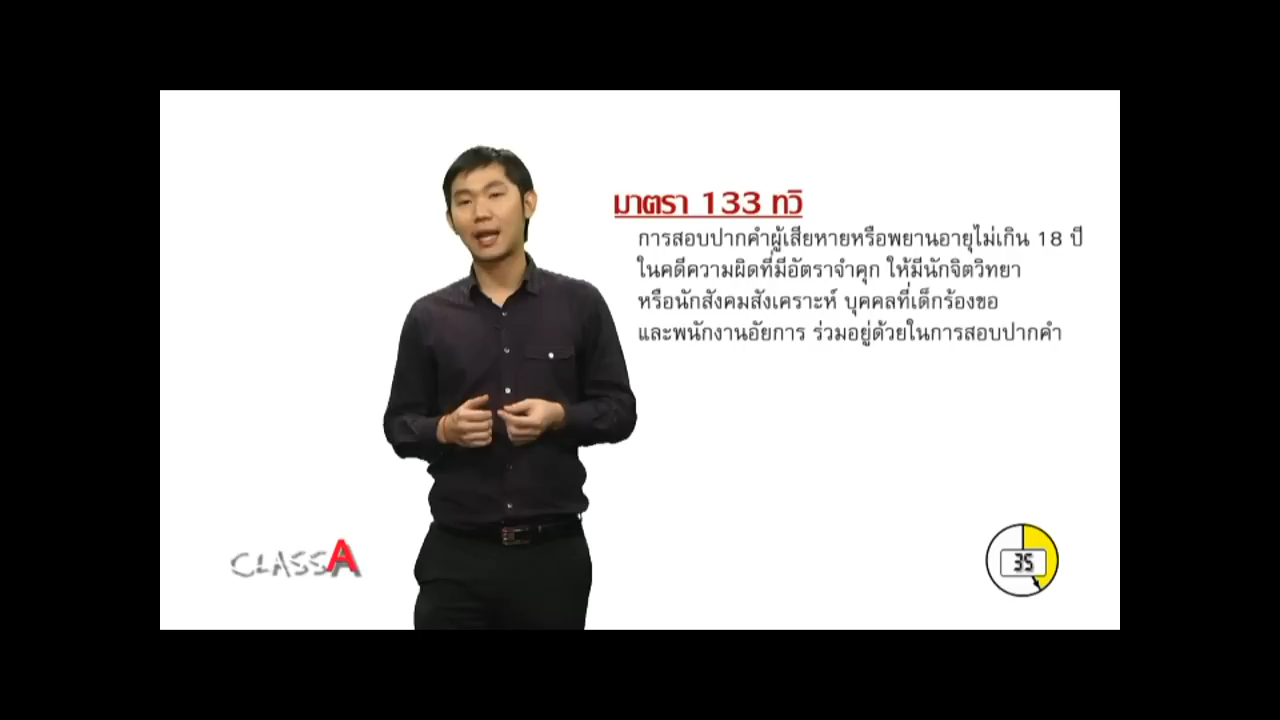 มาตรา 133 ทวิ
การสอบปากคำผู้เสียหายหรือพยานอายุไม่เกิน 18 ปี
ในคดีความผิดที่มีอัตราจำคุก ให้มีนักจิตวิทยา
หรือนักสังคมสังเคราะห์ บุคคลที่เด็กร้องขอ
และพนักงานอัยการ ร่วมอยู่ด้วยในการสอบปากคำ
CLASSA
35